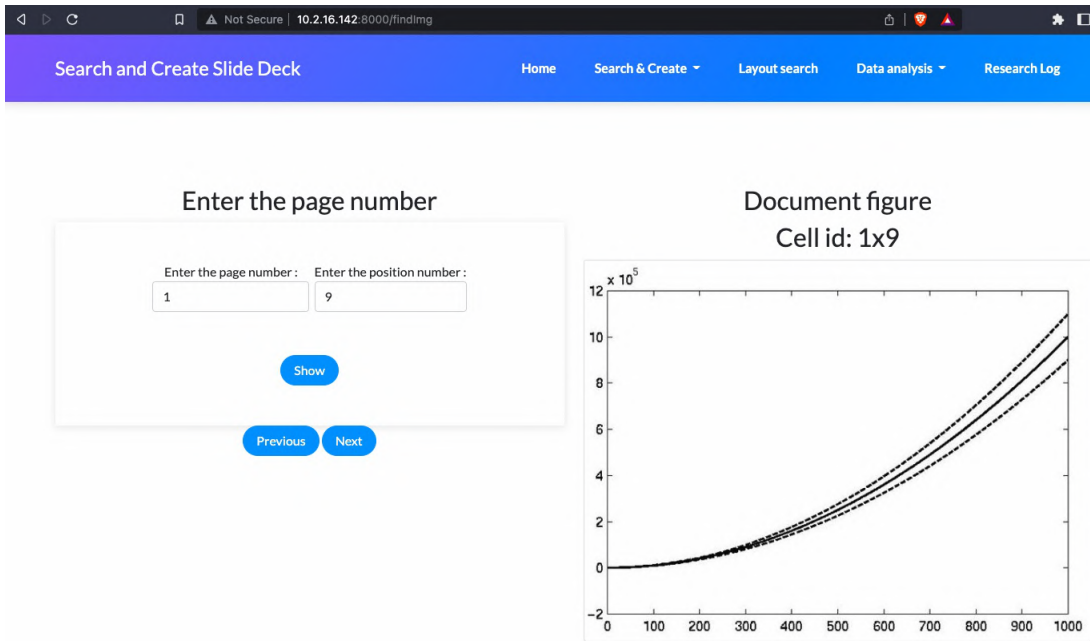 Not Secure | 10.2.16.142:8000/findImg
Search and Create Slide Deck
Home
Search & Create
Layout search
Data analysis
Research Log
Enter the page number
Enter the page number :
Enter the position number :
1
9
Show
Previous
Next
Document figure
Cell id: 1x9
x 10^5
12
10
8
6
4
2
0
−2
0 100 200 300 400 500 600 700 800 900 1000